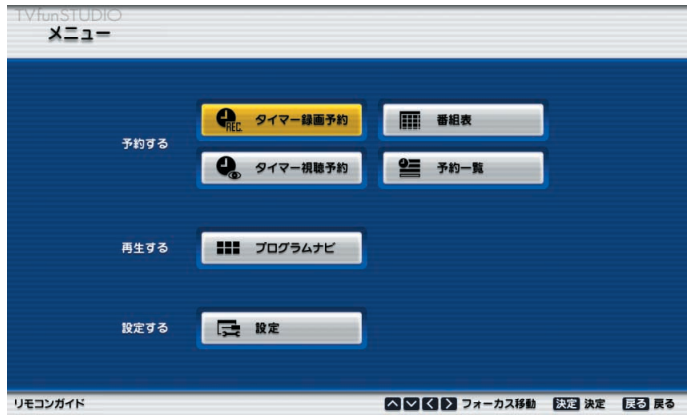 TVfunSTUDIO
メニュー
予約する
REC. タイマー録画予約
番組表
タイマー視聴予約
予約一覧
再生する
プログラムナビ
設定する
設定
リモコンガイド
フォーカス移動 決定 決定 戻る 戻る